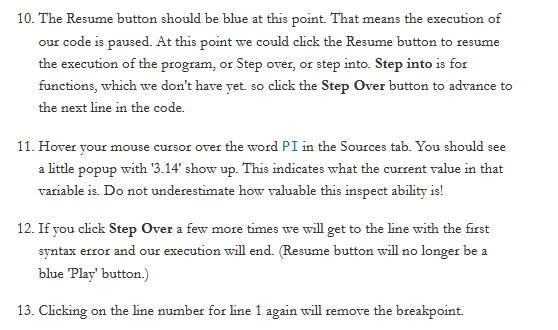 10. The Resume button should be blue at this point. That means the execution of
our code is paused. At this point we could click the Resume button to resume
the execution of the program, or Step over, or step into. Step into is for
functions, which we don't have yet. so click the Step Over button to advance to
the next line in the code.
11. Hover your mouse cursor over the word PI in the Sources tab. You should see
a little popup with '3.14' show up. This indicates what the current value in that
variable is. Do not underestimate how valuable this inspect ability is!
12. If you click Step Over a few more times we will get to the line with the first
syntax error and our execution will end. (Resume button will no longer be a
blue 'Play' button.)
13. Clicking on the line number for line 1 again will remove the breakpoint.